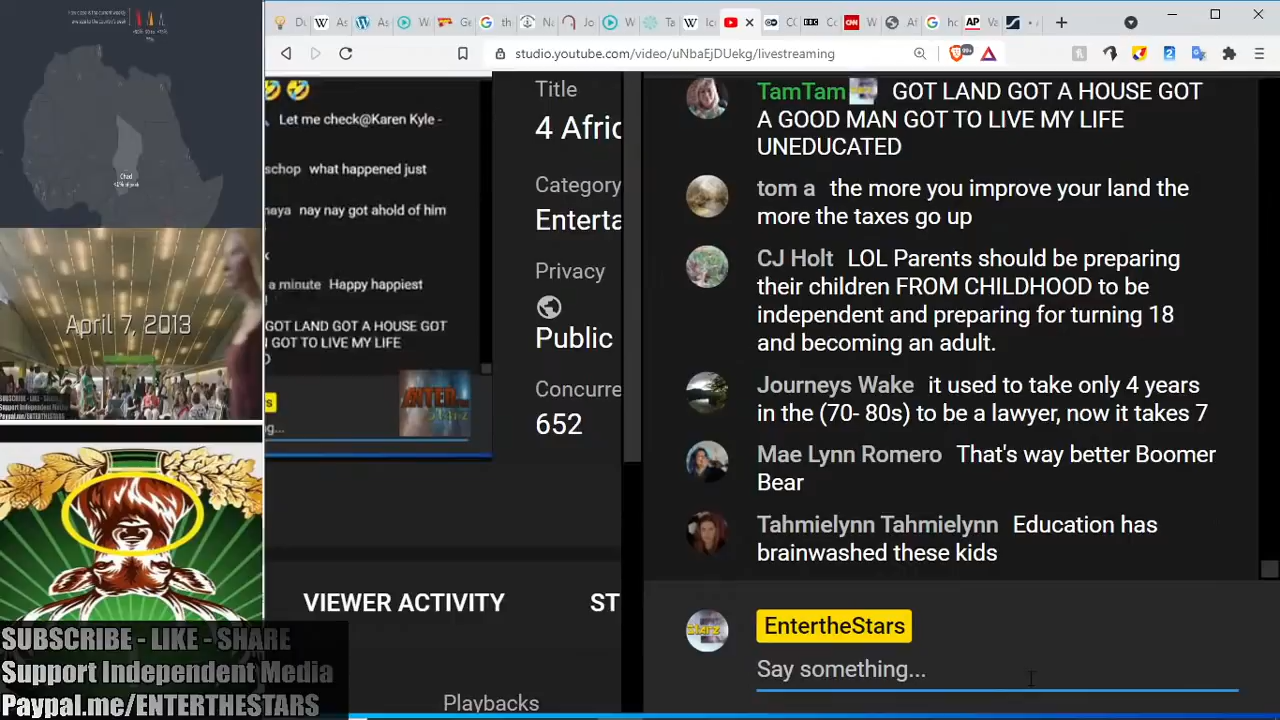 Chad
April 7, 2013
SUBSCRIBE - LIKE - SHARE
Support Independent Media
Paypal.me/ENTERTHESTARS
studio.youtube.com/video/uNbaEjDUekg/livestreaming
99+
Let me check@Karen Kyle -
schop what happened just
naya nay nay got ahold of him
a minute Happy happiest
GOT LAND GOT A HOUSE GOT
N GOT TO LIVE MY LIFE
Title
4 Afric
Category
Enterta
Privacy
Public
Concurre
652
VIEWER ACTIVITY
ST
Playbacks
TamTam GOT LAND GOT A HOUSE GOT
A GOOD MAN GOT TO LIVE MY LIFE
UNEDUCATED
tom a the more you improve your land the
more the taxes go up
CJ Holt LOL Parents should be preparing
their children FROM CHILDHOOD to be
independent and preparing for turning 18
and becoming an adult.
Journeys Wake it used to take only 4 years
in the (70- 80s) to be a lawyer, now it takes 7
Mae Lynn Romero That's way better Boomer
Bear
Tahmielynn Tahmielynn Education has
brainwashed these kids
EntertheStars
Say something...